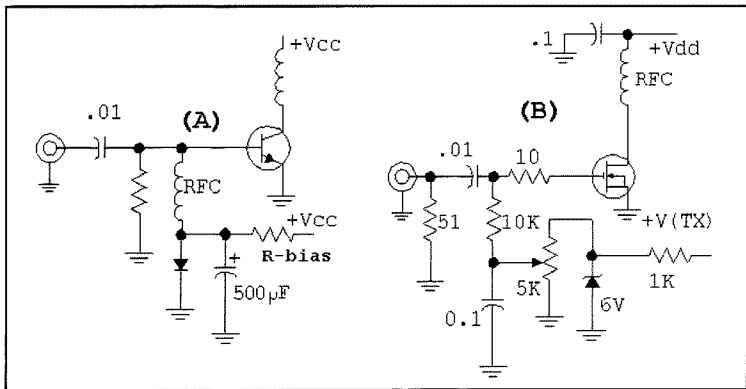 +Vcc
.01
(A)
RFC
+Vcc
R-bias
+
500µF
.1
+Vdd
RFC
(B)
.01
10
51
10K
+V(TX)
5K
1K
6V
0.1